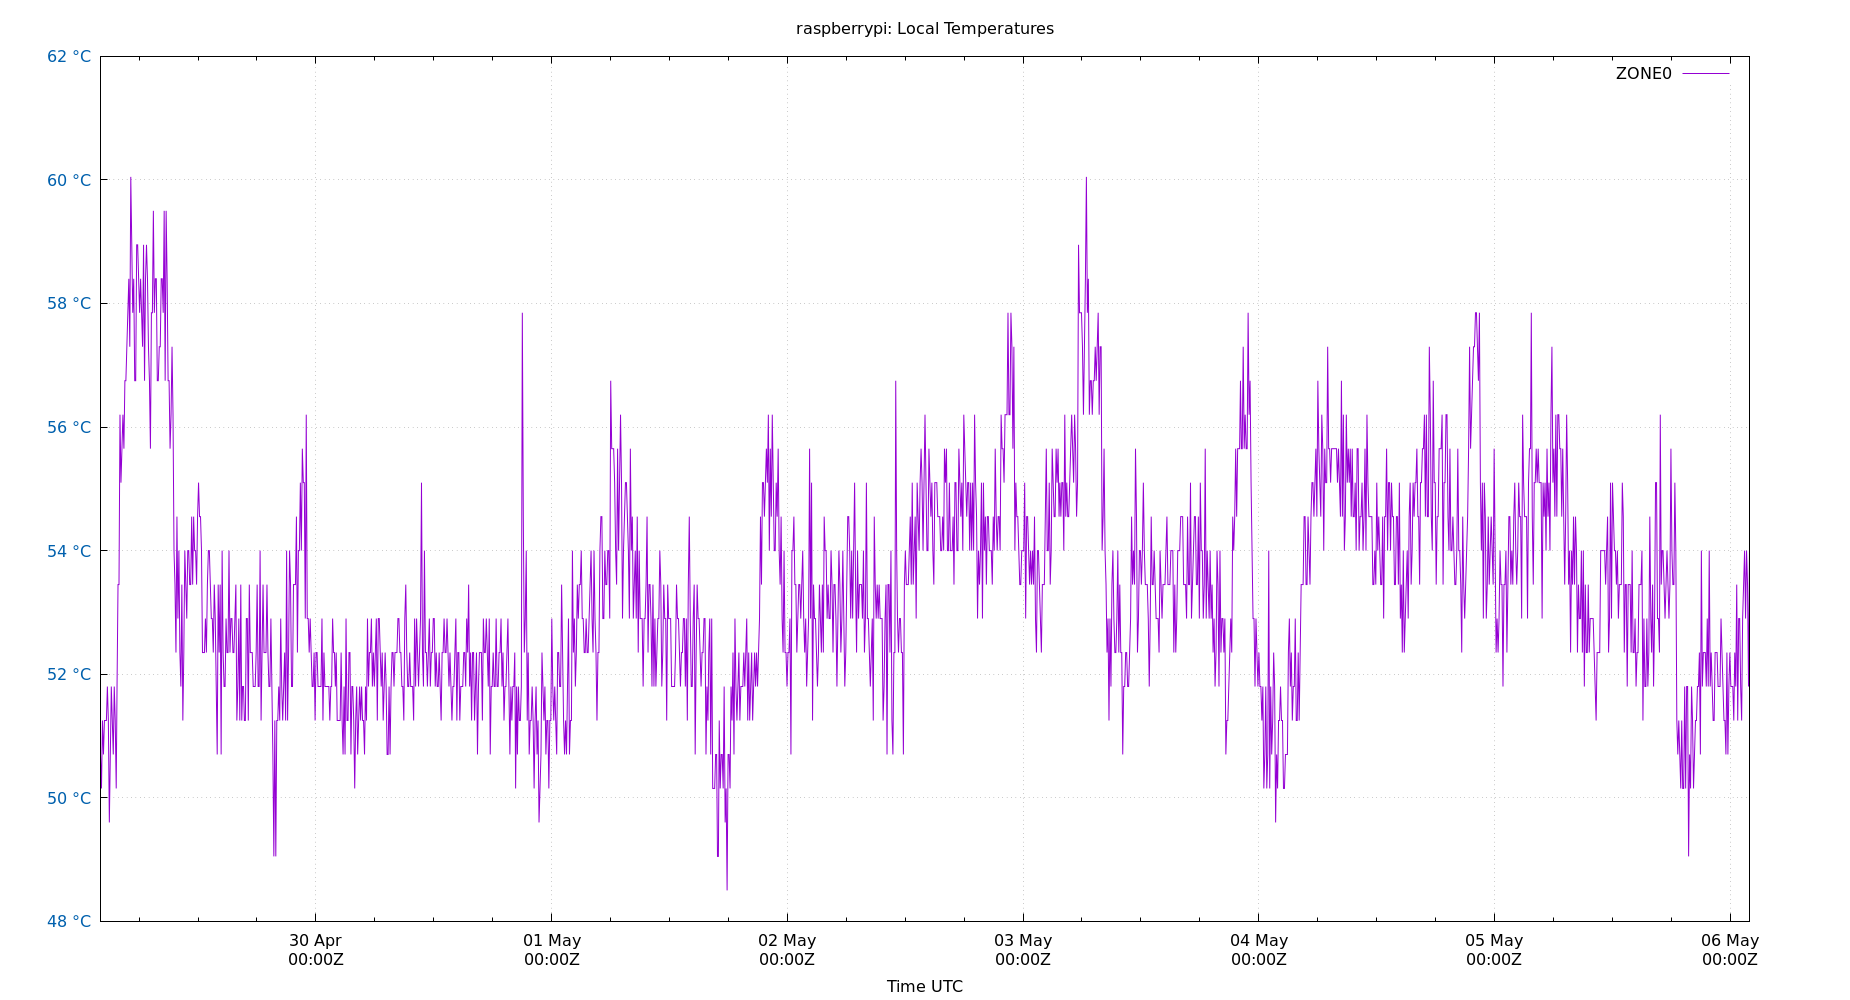 raspberrypi: Local Temperatures
62 °C
ZONE0
60 °C
58 °C
56 °C
54 °C
52 °C
50 °C
48 °C
30 Apr 01 May 02 May 03 May 04 May 05 May 06 May
00:00Z 00:00Z 00:00Z 00:00Z 00:00Z 00:00Z 00:00Z
Time UTC